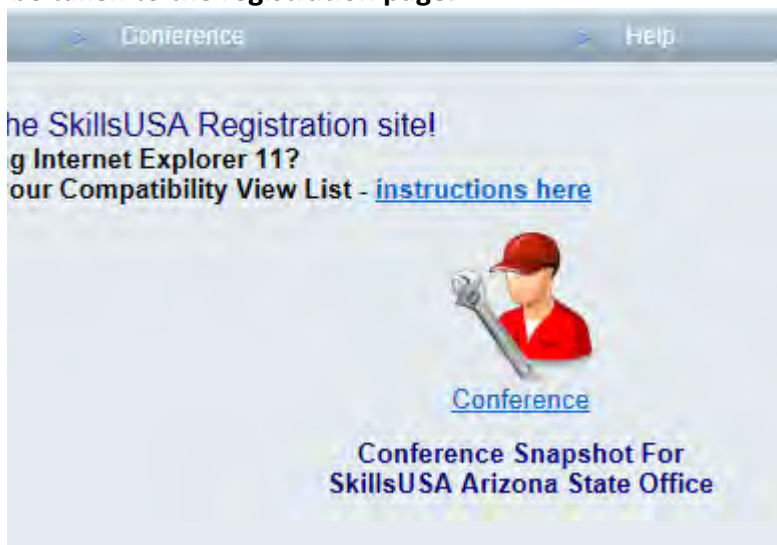 Conference
Help
he SkillsUSA Registration site!
g Internet Explorer 11?
our Compatibility View List - instructions here
Conference
Conference Snapshot For
SkillsUSA Arizona State Office